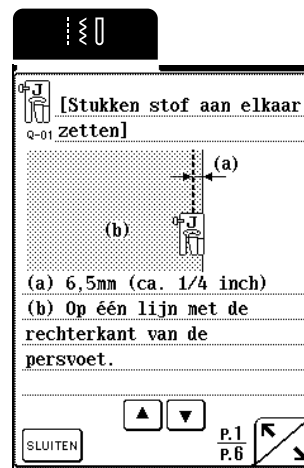 J
[Stukken stof aan elkaar
Q-01 zetten]
(a)
J
(b)
(a) 6,5mm (ca. 1/4 inch)
(b) Op één lijn met de
rechterkant van de
persvoet.
SLUITEN
P.1
P.6